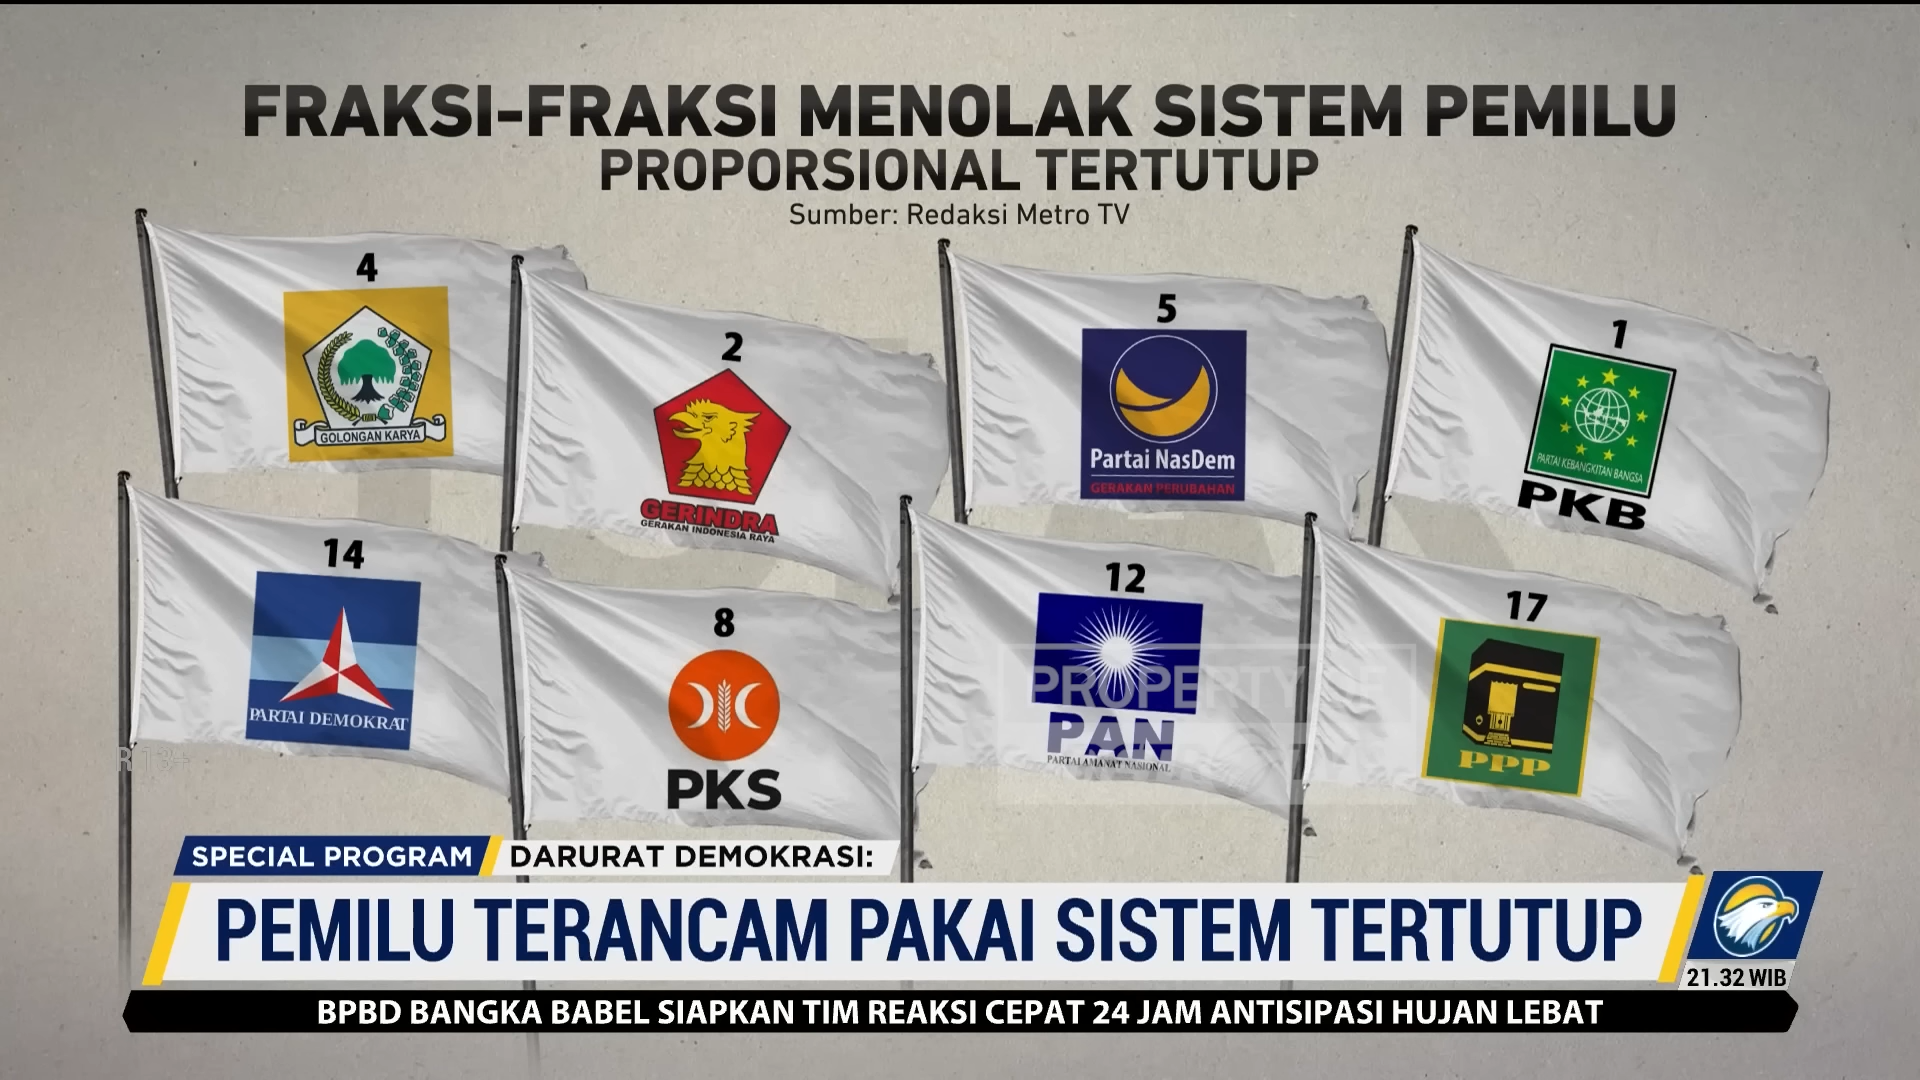 FRAKSI-FRAKSI MENOLAK SISTEM PEMILU
PROPORSIONAL TERTUTUP
Sumber: Redaksi Metro TV
4
GOLONGAN KARYA
2
GERINDRA
GERAKAN INDONESIA RAYA
5
Partai NasDem
GERAKAN PERUBAHAN
1
PARTAI KEBANGKITAN BANGSA
PKB
14
PARTAI DEMOKRAT
8
PKS
12
PAN
PARTAI AMANAT NASIONAL
17
PPP
PROPERTY OF
R 13+
SPECIAL PROGRAM
DARURAT DEMOKRASI:
PEMILU TERANCAM PAKAI SISTEM TERTUTUP
21.32 WIB
BPBD BANGKA BABEL SIAPKAN TIM REAKSI CEPAT 24 JAM ANTISIPASI HUJAN LEBAT